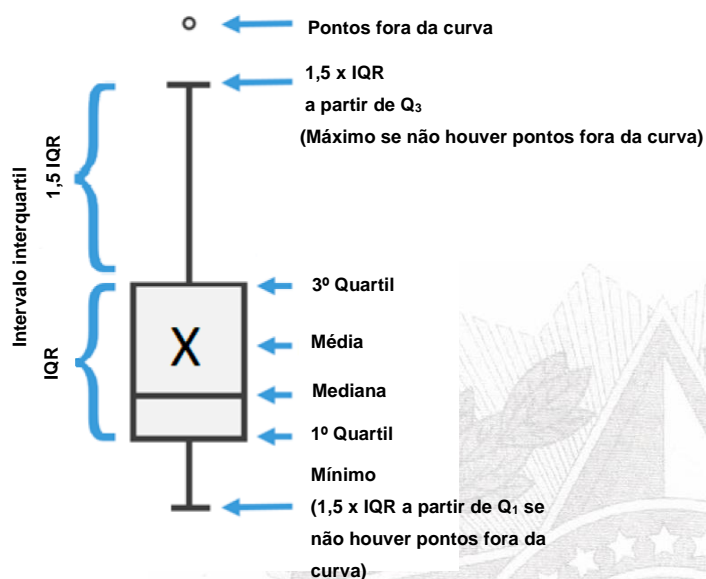 Pontos fora da curva
1,5 x IQR
a partir de Q₃
(Máximo se não houver pontos fora da curva)
Intervalo interquartil
1,5 IQR
IQR
3º Quartil
X
Média
Mediana
1º Quartil
Mínimo
(1,5 x IQR a partir de Q₁ se
não houver pontos fora da
curva)